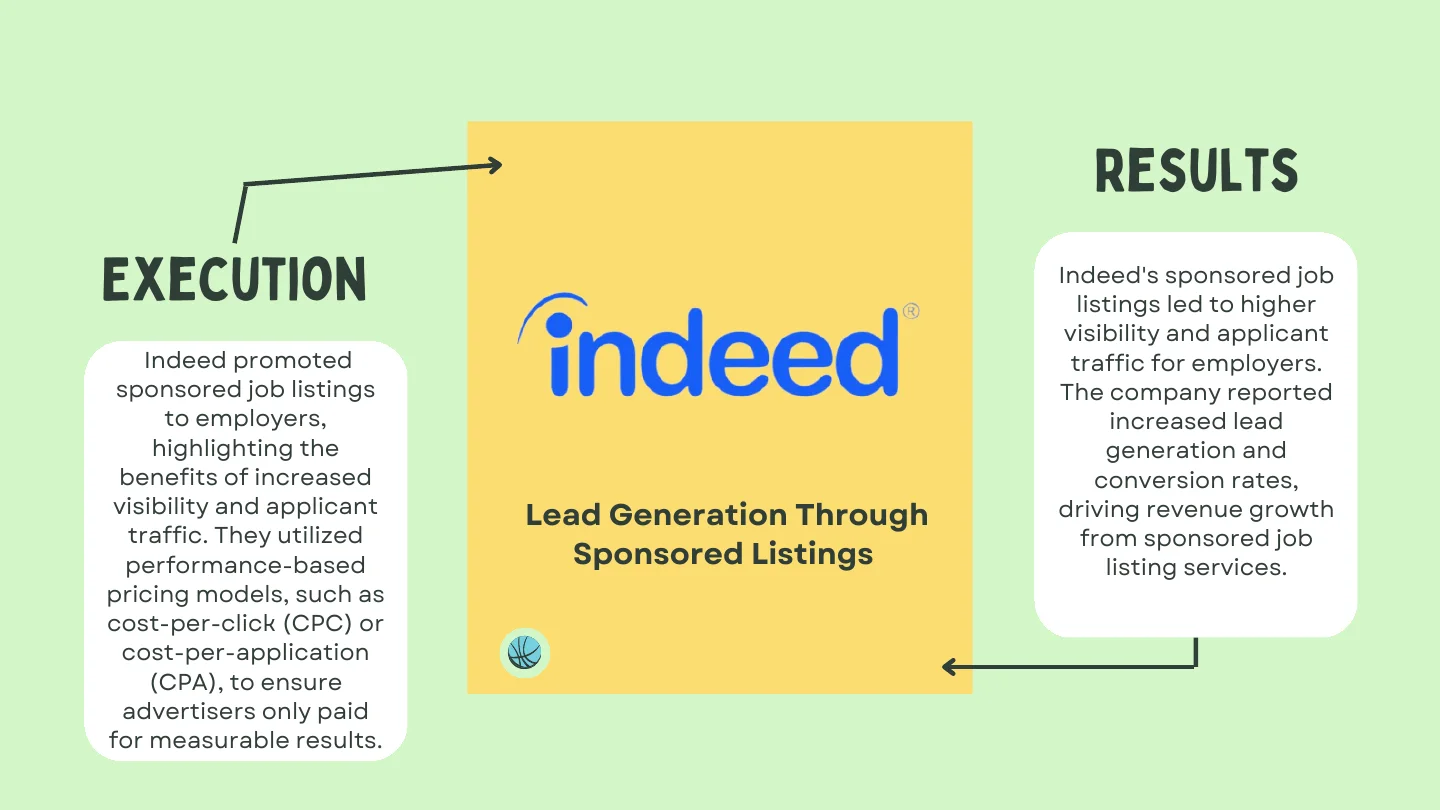 EXECUTION
Indeed promoted
sponsored job listings
to employers,
highlighting the
benefits of increased
visibility and applicant
traffic. They utilized
performance-based
pricing models, such as
cost-per-click (CPC) or
cost-per-application
(CPA), to ensure
advertisers only paid
for measurable results.
indeed®
Lead Generation Through
Sponsored Listings
RESULTS
Indeed's sponsored job
listings led to higher
visibility and applicant
traffic for employers.
The company reported
increased lead
generation and
conversion rates,
driving revenue growth
from sponsored job
listing services.